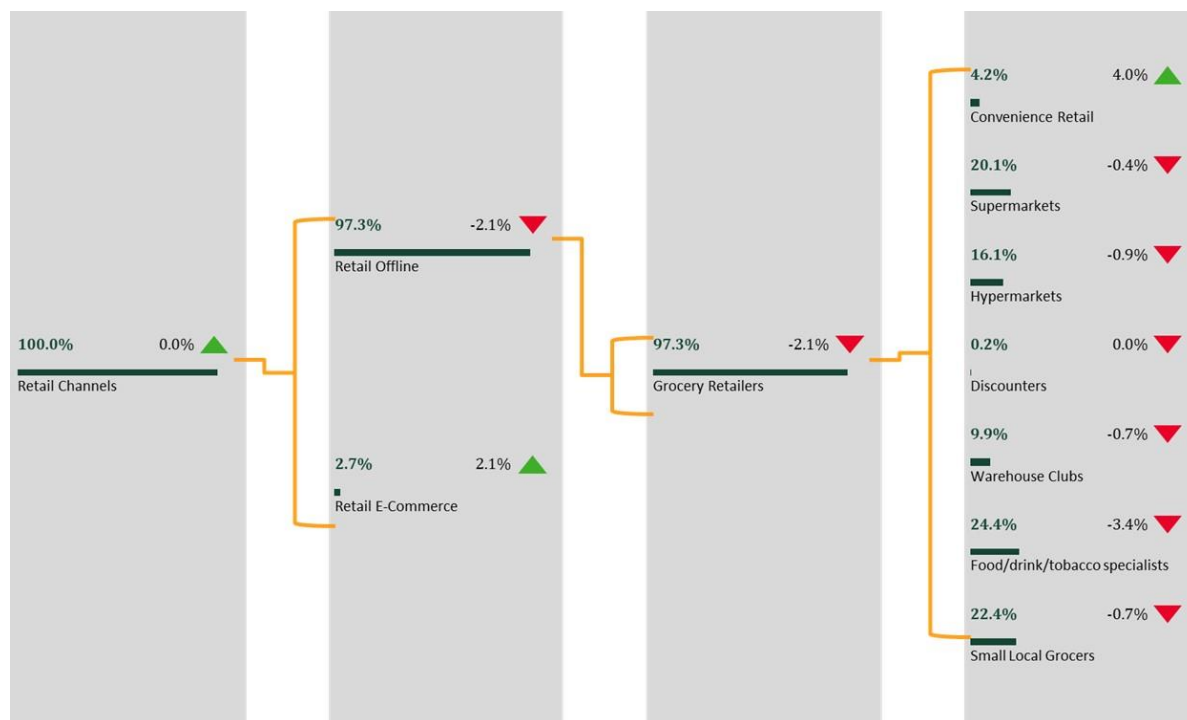 100.0% 0.0%
Retail Channels
97.3% -2.1%
Retail Offline
2.7% 2.1%
Retail E-Commerce
97.3% -2.1%
Grocery Retailers
4.2% 4.0%
Convenience Retail
20.1% -0.4%
Supermarkets
16.1% -0.9%
Hypermarkets
0.2% 0.0%
Discounters
9.9% -0.7%
Warehouse Clubs
24.4% -3.4%
Food/drink/tobacco specialists
22.4% -0.7%
Small Local Grocers